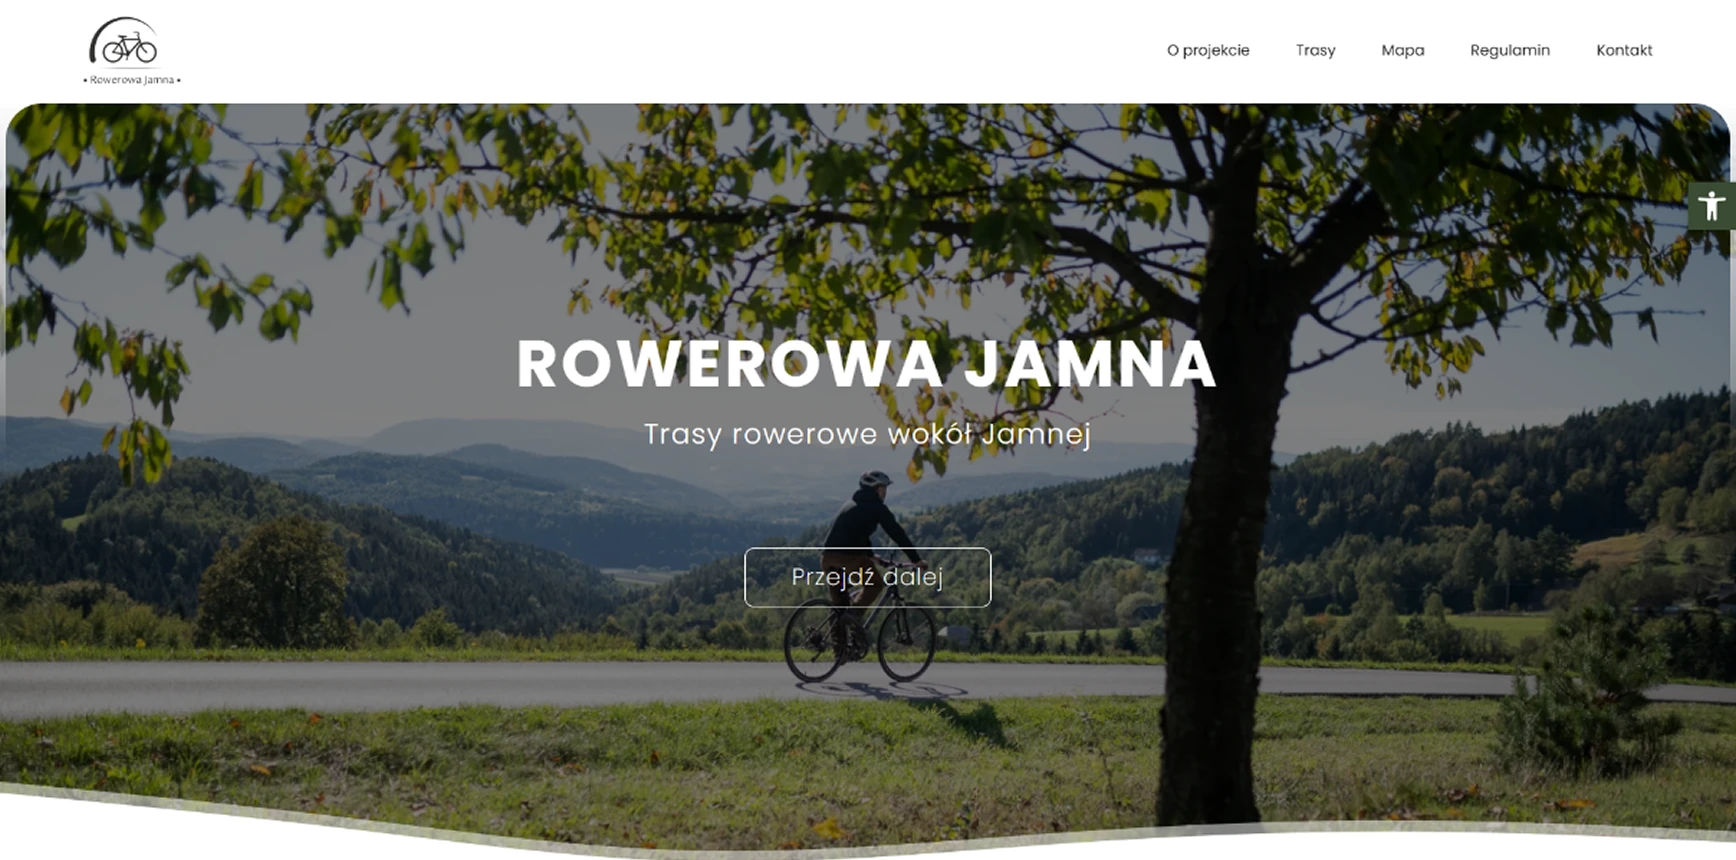 • Rowerowa Jamna •
O projekcie Trasy Mapa Regulamin Kontakt
ROWEROWA JAMNA
Trasy rowerowe wokół Jamnej
Przejdź dalej